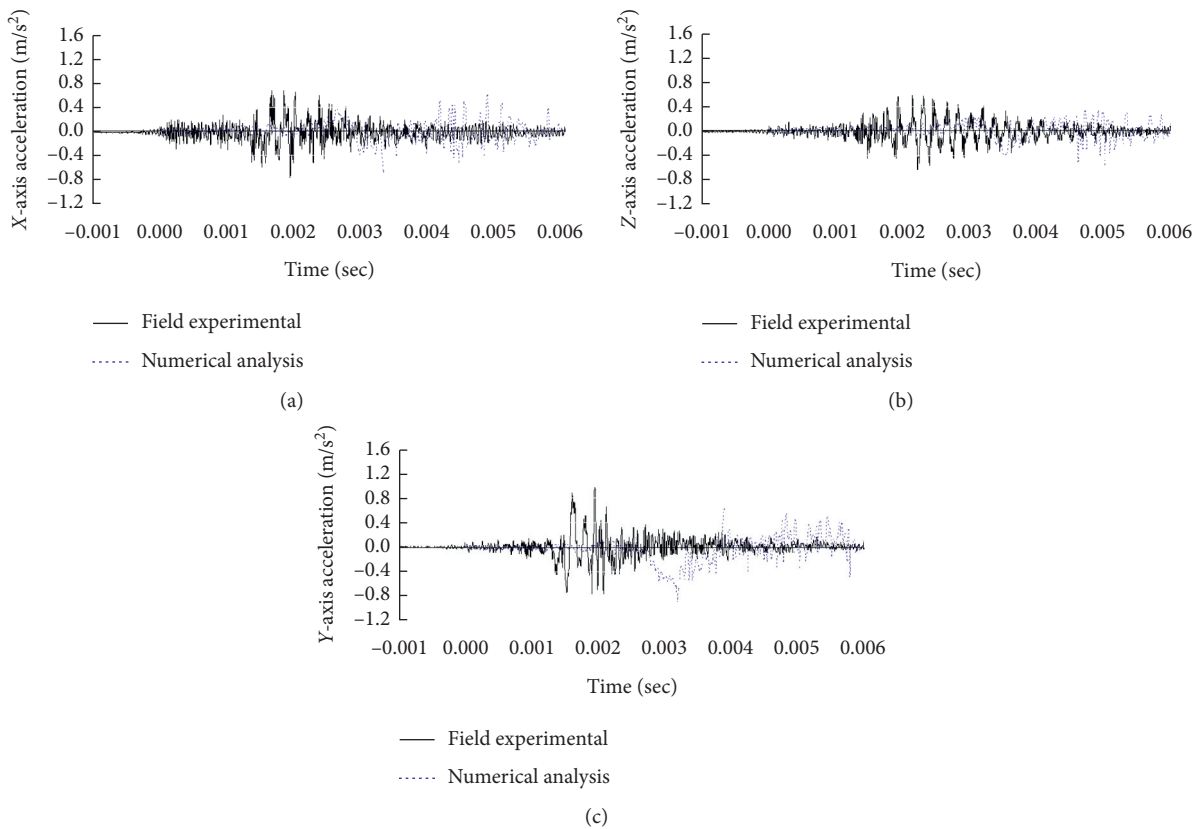 X-axis acceleration (m/s²)
1.6
1.2
0.8
0.4
0.0
−0.4
−0.8
−1.2
−0.001 0.000 0.001 0.002 0.003 0.004 0.005 0.006
Time (sec)
Field experimental
Numerical analysis
(a)
Z-axis acceleration (m/s²)
1.6
1.2
0.8
0.4
0.0
−0.4
−0.8
−1.2
−0.001 0.000 0.001 0.002 0.003 0.004 0.005 0.006
Time (sec)
Field experimental
Numerical analysis
(b)
Y-axis acceleration (m/s²)
1.6
1.2
0.8
0.4
0.0
−0.4
−0.8
−1.2
−0.001 0.000 0.001 0.002 0.003 0.004 0.005 0.006
Time (sec)
Field experimental
Numerical analysis
(c)